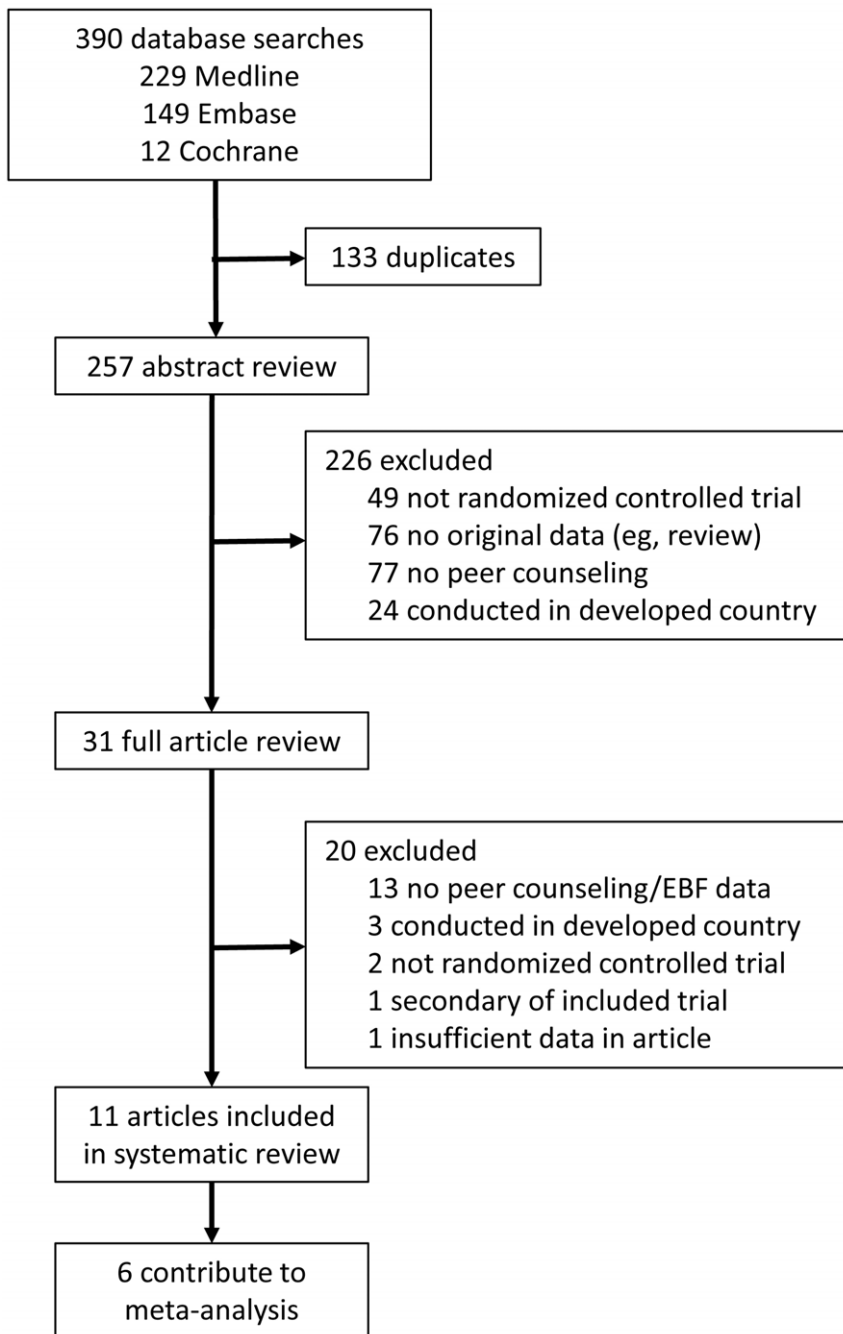 390 database searches
229 Medline
149 Embase
12 Cochrane
133 duplicates
257 abstract review
226 excluded
49 not randomized controlled trial
76 no original data (eg, review)
77 no peer counseling
24 conducted in developed country
31 full article review
20 excluded
13 no peer counseling/EBF data
3 conducted in developed country
2 not randomized controlled trial
1 secondary of included trial
1 insufficient data in article
11 articles included
in systematic review
6 contribute to
meta-analysis